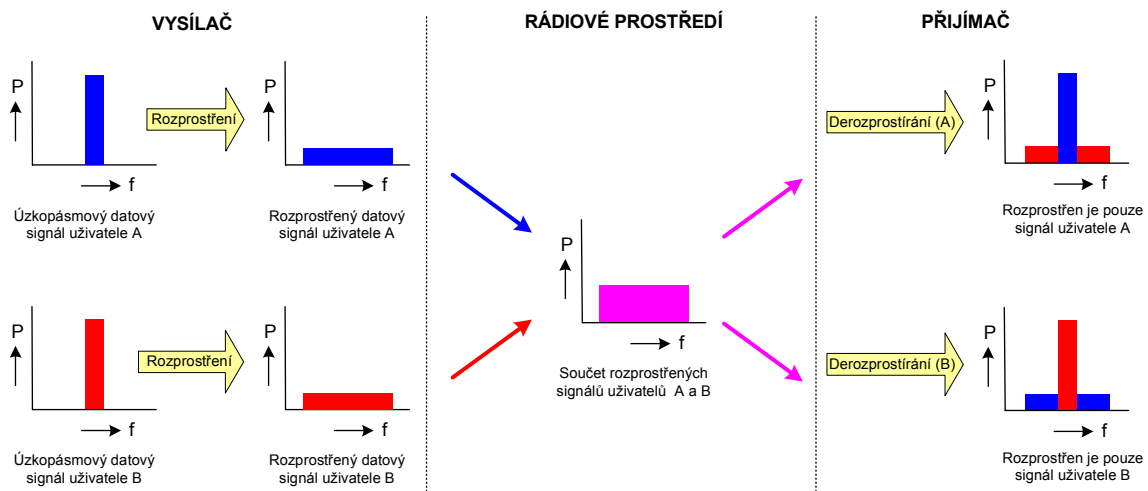 VYSÍLAČ
RÁDIOVÉ PROSTŘEDÍ
PŘIJÍMAČ
P
Rozprostření
P
Derozprostírání (A)
P
f
f
f
Úzkopásmový datový
signál uživatele A
Rozprostřený datový
signál uživatele A
Rozprostřen je pouze
signál uživatele A
P
f
Součet rozprostřených
signálů uživatelů A a B
P
Rozprostření
P
Derozprostírání (B)
P
f
f
f
Úzkopásmový datový
signál uživatele B
Rozprostřený datový
signál uživatele B
Rozprostřen je pouze
signál uživatele B